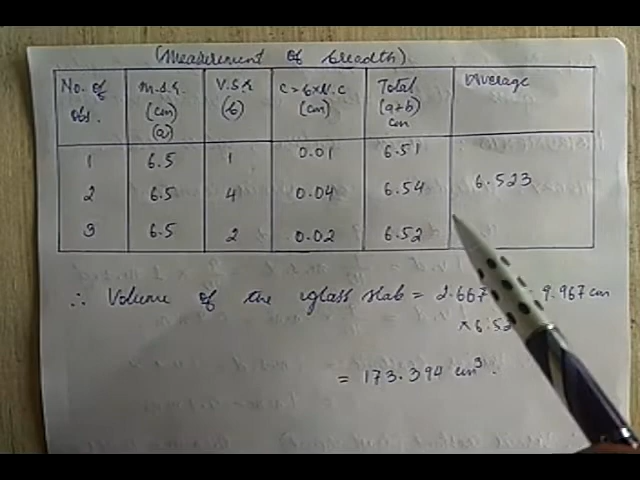 (Measurement of breadth)
No. of obs. M.S.R. (cm) (a) V.S.R (b) C = b×V.C (cm) Total (a+b) cm Average
1 6.5 1 0.01 6.51
2 6.5 4 0.04 6.54 6.523
3 6.5 2 0.02 6.52
∴ Volume of the glass slab = 2.667 9.967 cm
× 6.52
= 173.394 cm³.